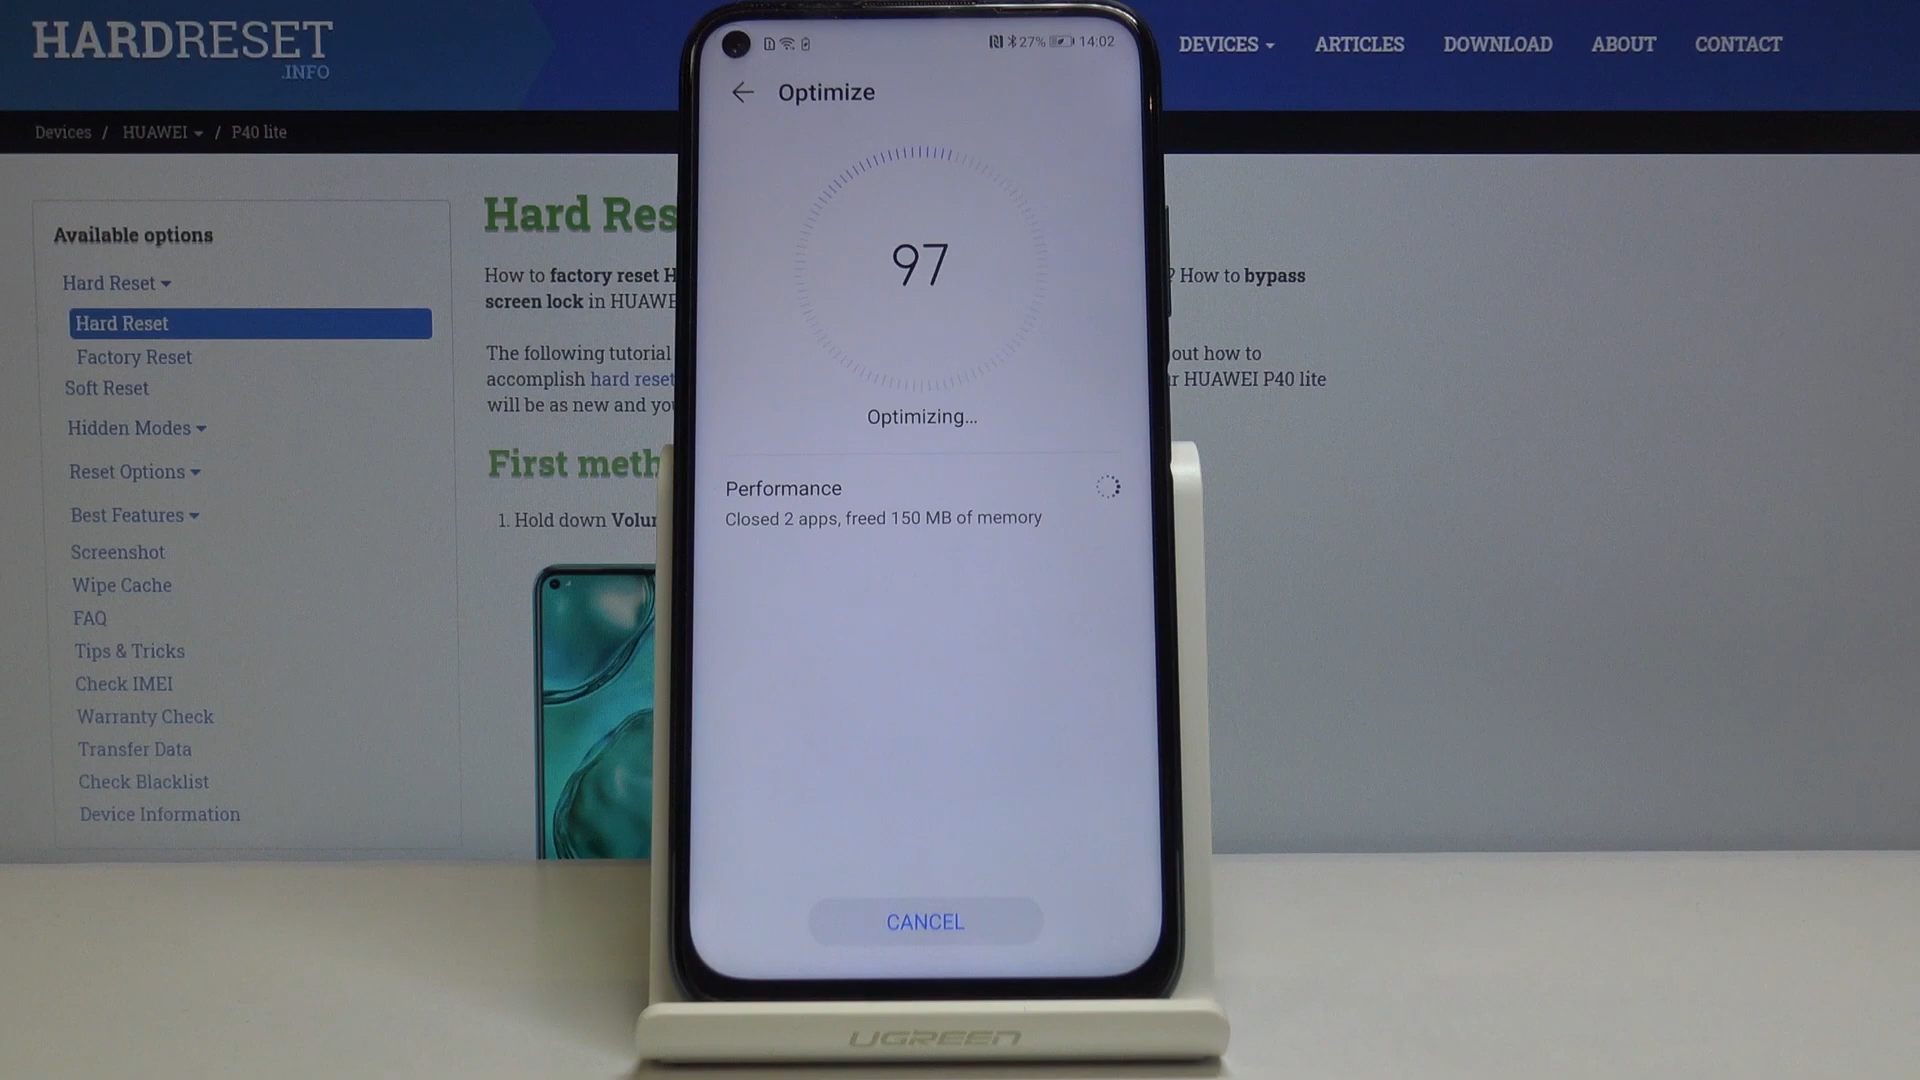 HARDRESET
.INFO
DEVICES
ARTICLES
DOWNLOAD
ABOUT
CONTACT
Devices / HUAWEI / P40 lite
Available options
Hard Reset
Hard Reset
Factory Reset
Soft Reset
Hidden Modes
Reset Options
Best Features
Screenshot
Wipe Cache
FAQ
Tips & Tricks
Check IMEI
Warranty Check
Transfer Data
Check Blacklist
Device Information
Hard Res
How to factory reset H ? How to bypass
screen lock in HUAWE
The following tutorial out how to
accomplish hard reset r HUAWEI P40 lite
will be as new and you
First meth
1. Hold down Volu
27% 14:02
Optimize
97
Optimizing...
Performance
Closed 2 apps, freed 150 MB of memory
CANCEL
UGREEN